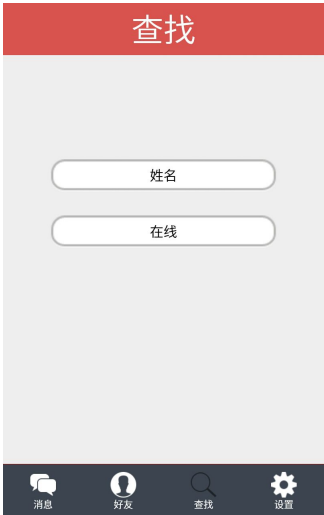 查找
姓名
在线
消息 好友 查找 设置